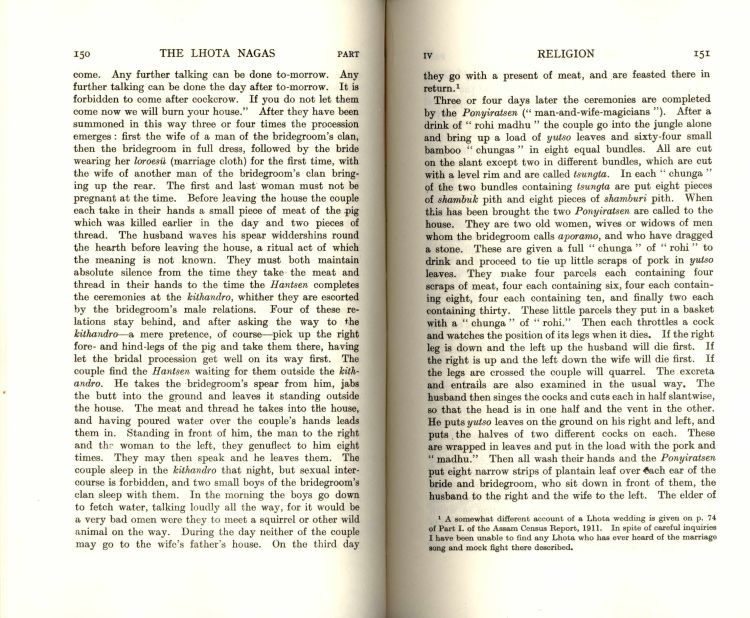 150 THE LHOTA NAGAS PART
come. Any further talking can be done to-morrow. Any
further talking can be done the day after to-morrow. It is
forbidden to come after cockcrow. If you do not let them
come now we will burn your house." After they have been
summoned in this way three or four times the procession
emerges : first the wife of a man of the bridegroom's clan,
then the bridegroom in full dress, followed by the bride
wearing her loroesü (marriage cloth) for the first time, with
the wife of another man of the bridegroom's clan bring-
ing up the rear. The first and last woman must not be
pregnant at the time. Before leaving the house the couple
each take in their hands a small piece of meat of the pig
which was killed earlier in the day and two pieces of
thread. The husband waves his spear widdershins round
the hearth before leaving the house, a ritual act of which
the meaning is not known. They must both maintain
absolute silence from the time they take the meat and
thread in their hands to the time the Hantsen completes
the ceremonies at the kithandro, whither they are escorted
by the bridegroom's male relations. Four of these re-
lations stay behind, and after asking the way to the
kithandro—a mere pretence, of course—pick up the right
fore- and hind-legs of the pig and take them there, having
let the bridal procession get well on its way first. The
couple find the Hantsen waiting for them outside the kith-
andro. He takes the bridegroom's spear from him, jabs
the butt into the ground and leaves it standing outside
the house. The meat and thread he takes into the house,
and having poured water over the couple's hands leads
them in. Standing in front of him, the man to the right
and the woman to the left, they genuflect to him eight
times. They may then speak and he leaves them. The
couple sleep in the kithandro that night, but sexual inter-
course is forbidden, and two small boys of the bridegroom's
clan sleep with them. In the morning the boys go down
to fetch water, talking loudly all the way, for it would be
a very bad omen were they to meet a squirrel or other wild
animal on the way. During the day neither of the couple
may go to the wife's father's house. On the third day
IV RELIGION 151
they go with a present of meat, and are feasted there in
return.¹
Three or four days later the ceremonies are completed
by the Ponyiratsen (" man-and-wife-magicians "). After a
drink of " rohi madhu " the couple go into the jungle alone
and bring up a load of yutso leaves and sixty-four small
bamboo " chungas " in eight equal bundles. All are cut
on the slant except two in different bundles, which are cut
with a level rim and are called tsungta. In each " chunga "
of the two bundles containing tsungta are put eight pieces
of shambuk pith and eight pieces of shamburi pith. When
this has been brought the two Ponyiratsen are called to the
house. They are two old women, wives or widows of men
whom the bridegroom calls aporamo, and who have dragged
a stone. These are given a full " chunga " of " rohi " to
drink and proceed to tie up little scraps of pork in yutso
leaves. They make four parcels each containing four
scraps of meat, four each containing six, four each contain-
ing eight, four each containing ten, and finally two each
containing thirty. These little parcels they put in a basket
with a " chunga " of " rohi." Then each throttles a cock
and watches the position of its legs when it dies. If the right
leg is down and the left up the husband will die first. If
the right is up and the left down the wife will die first. If
the legs are crossed the couple will quarrel. The excreta
and entrails are also examined in the usual way. The
husband then singes the cocks and cuts each in half slantwise,
so that the head is in one half and the vent in the other.
He puts yutso leaves on the ground on his right and left, and
puts the halves of two different cocks on each. These
are wrapped in leaves and put in the load with the pork and
" madhu." Then all wash their hands and the Ponyiratsen
put eight narrow strips of plantain leaf over each ear of the
bride and bridegroom, who sit down in front of them, the
husband to the right and the wife to the left. The elder of
¹ A somewhat different account of a Lhota wedding is given on p. 74
of Part I. of the Assam Census Report, 1911. In spite of careful inquiries
I have been unable to find any Lhota who has ever heard of the marriage
song and mock fight there described.